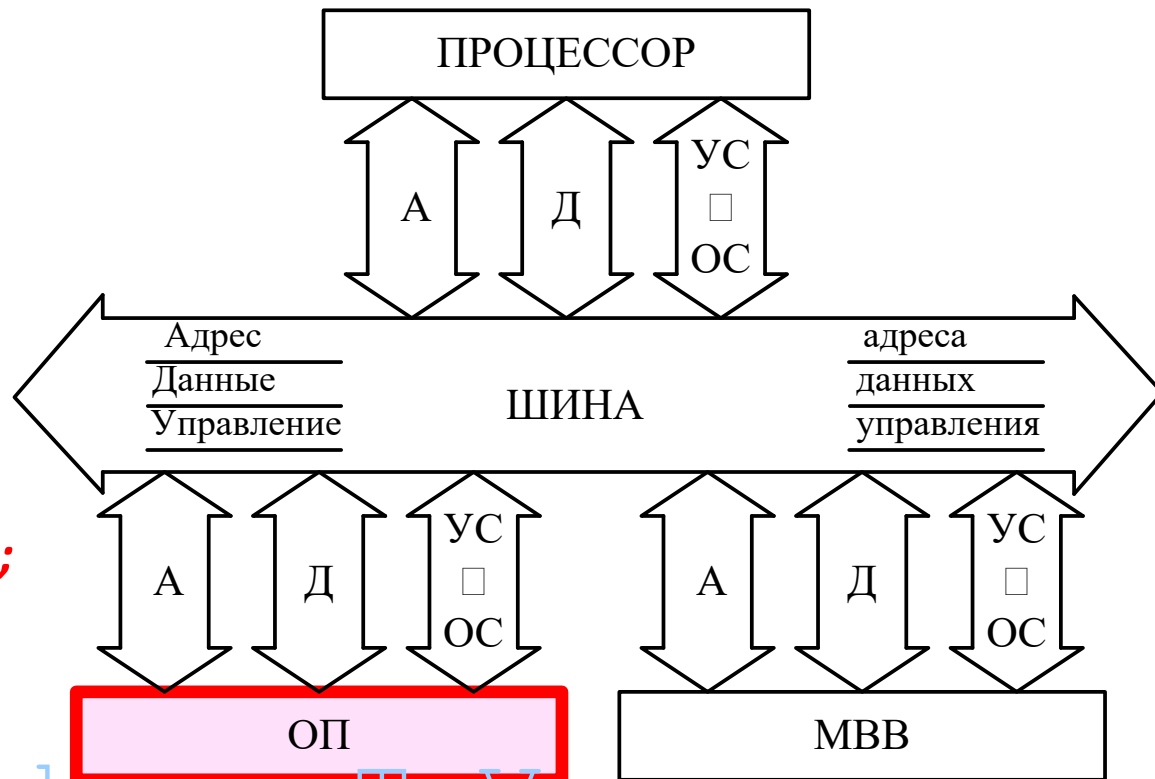 ПРОЦЕССОР
А Д УС □ ОС
Адрес
Данные
Управление
ШИНА
адреса
данных
управления
;
А Д УС □ ОС
А Д УС □ ОС
ОП
МВВ